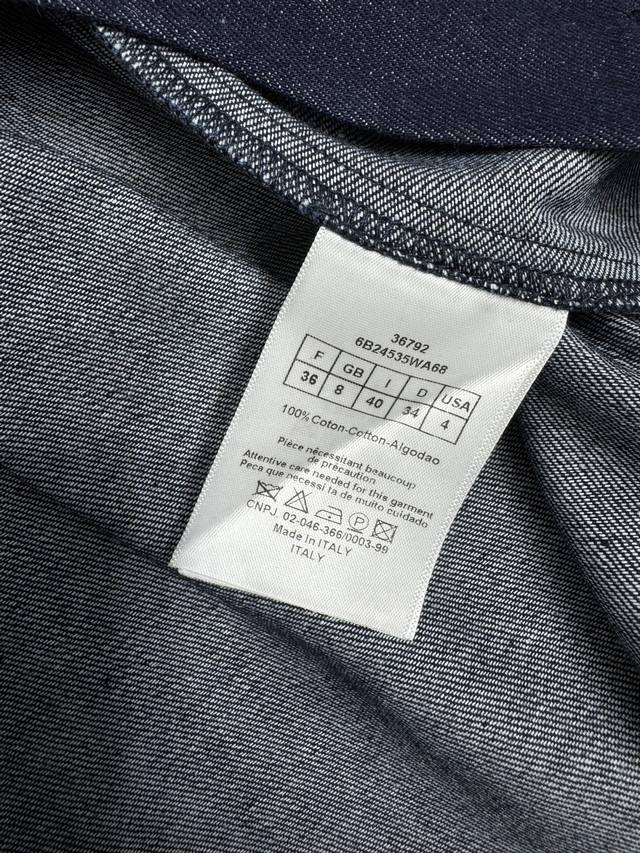 36792
6B24535WA68
F GB I D USA
36 8 40 34 4
100% Coton-Cotton-Algodao
Pièce nécessitant beaucoup
de précaution
Attentive care needed for this garment
Peca que necessi ta de muito cuidado
P
CNPJ. 02-046-366/0003-99
Made In ITALY
ITALY